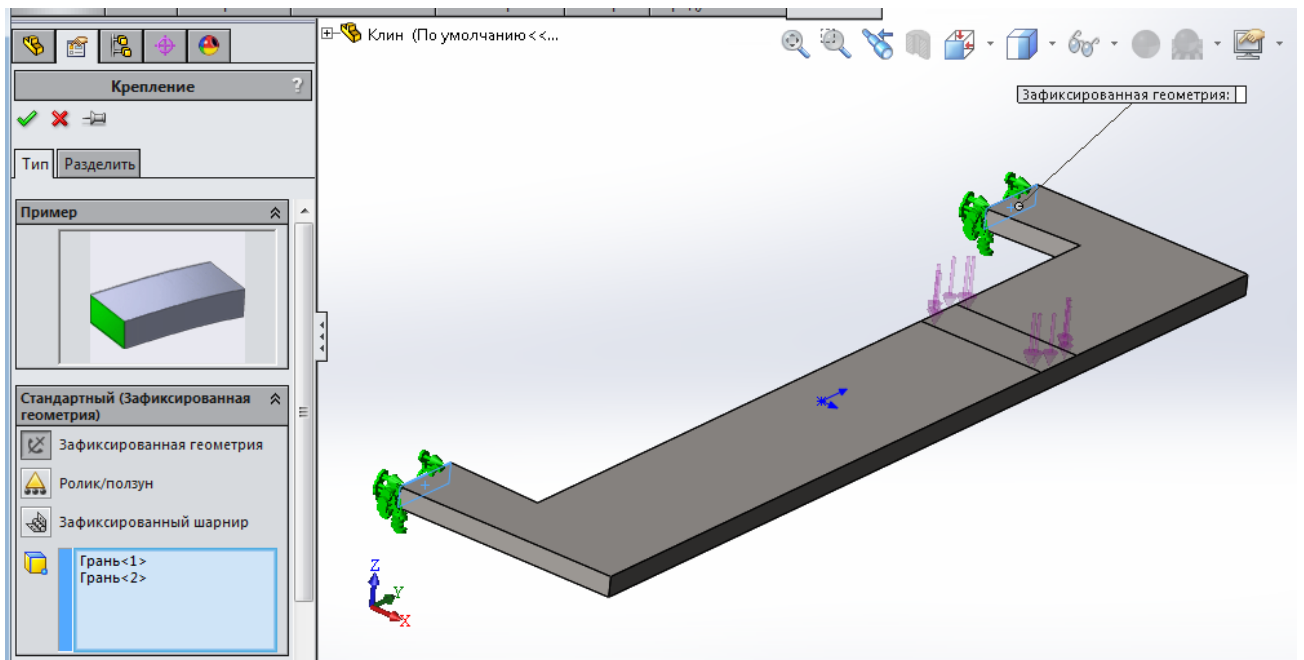 Клин (По умолчанию<<...
Крепление
?
Тип
Разделить
Пример
Стандартный (Зафиксированная
геометрия)
Зафиксированная геометрия
Ролик/ползун
Зафиксированный шарнир
Грань<1>
Грань<2>
Зафиксированная геометрия:
Z
Y
X